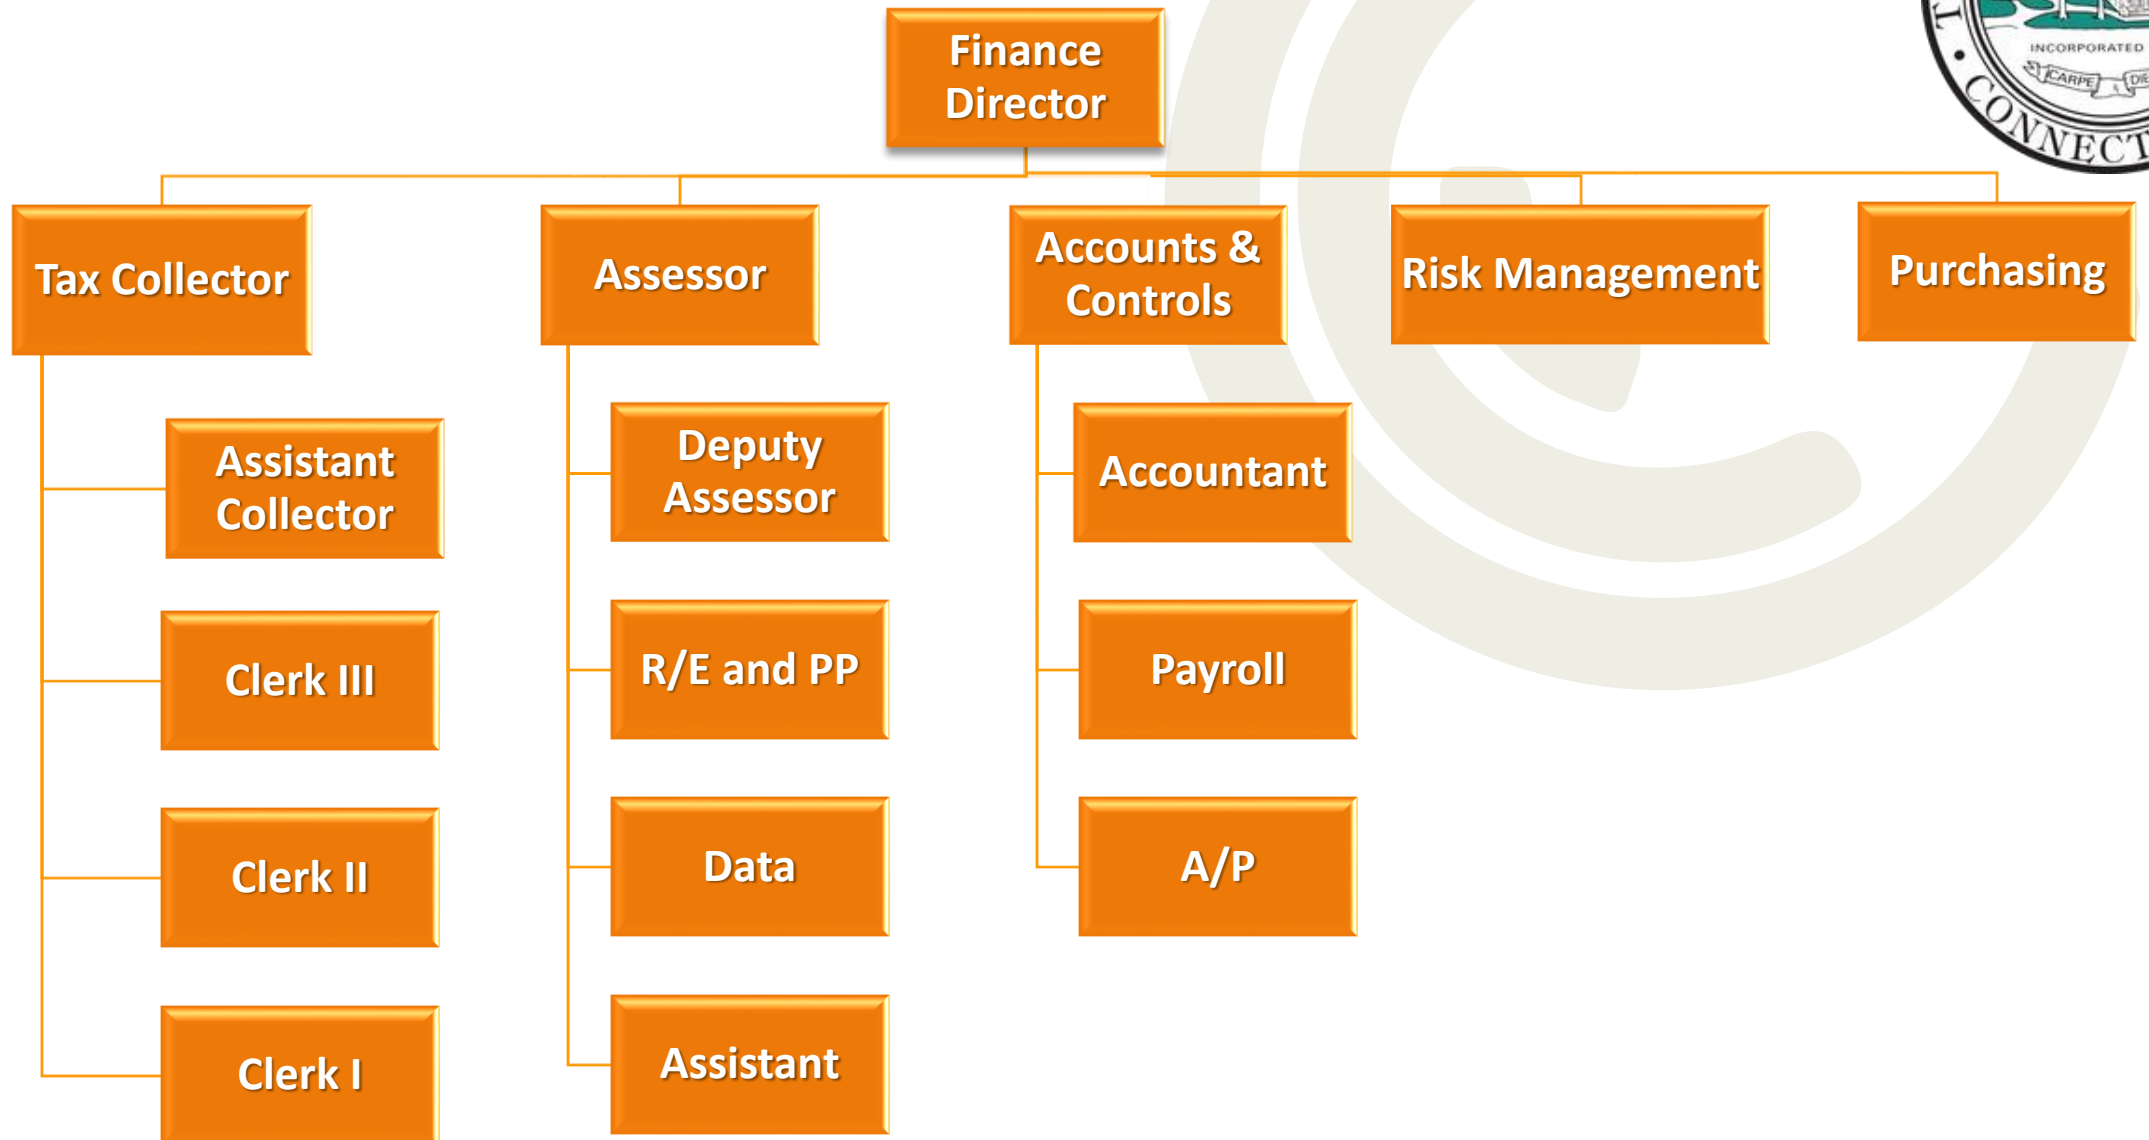 Finance
Director
INCORPORATED
CARPE
Tax Collector
Assessor
Accounts &
Controls
Risk Management
Purchasing
Assistant
Collector
Clerk III
Clerk II
Clerk I
Deputy
Assessor
R/E and PP
Data
Assistant
Accountant
Payroll
A/P